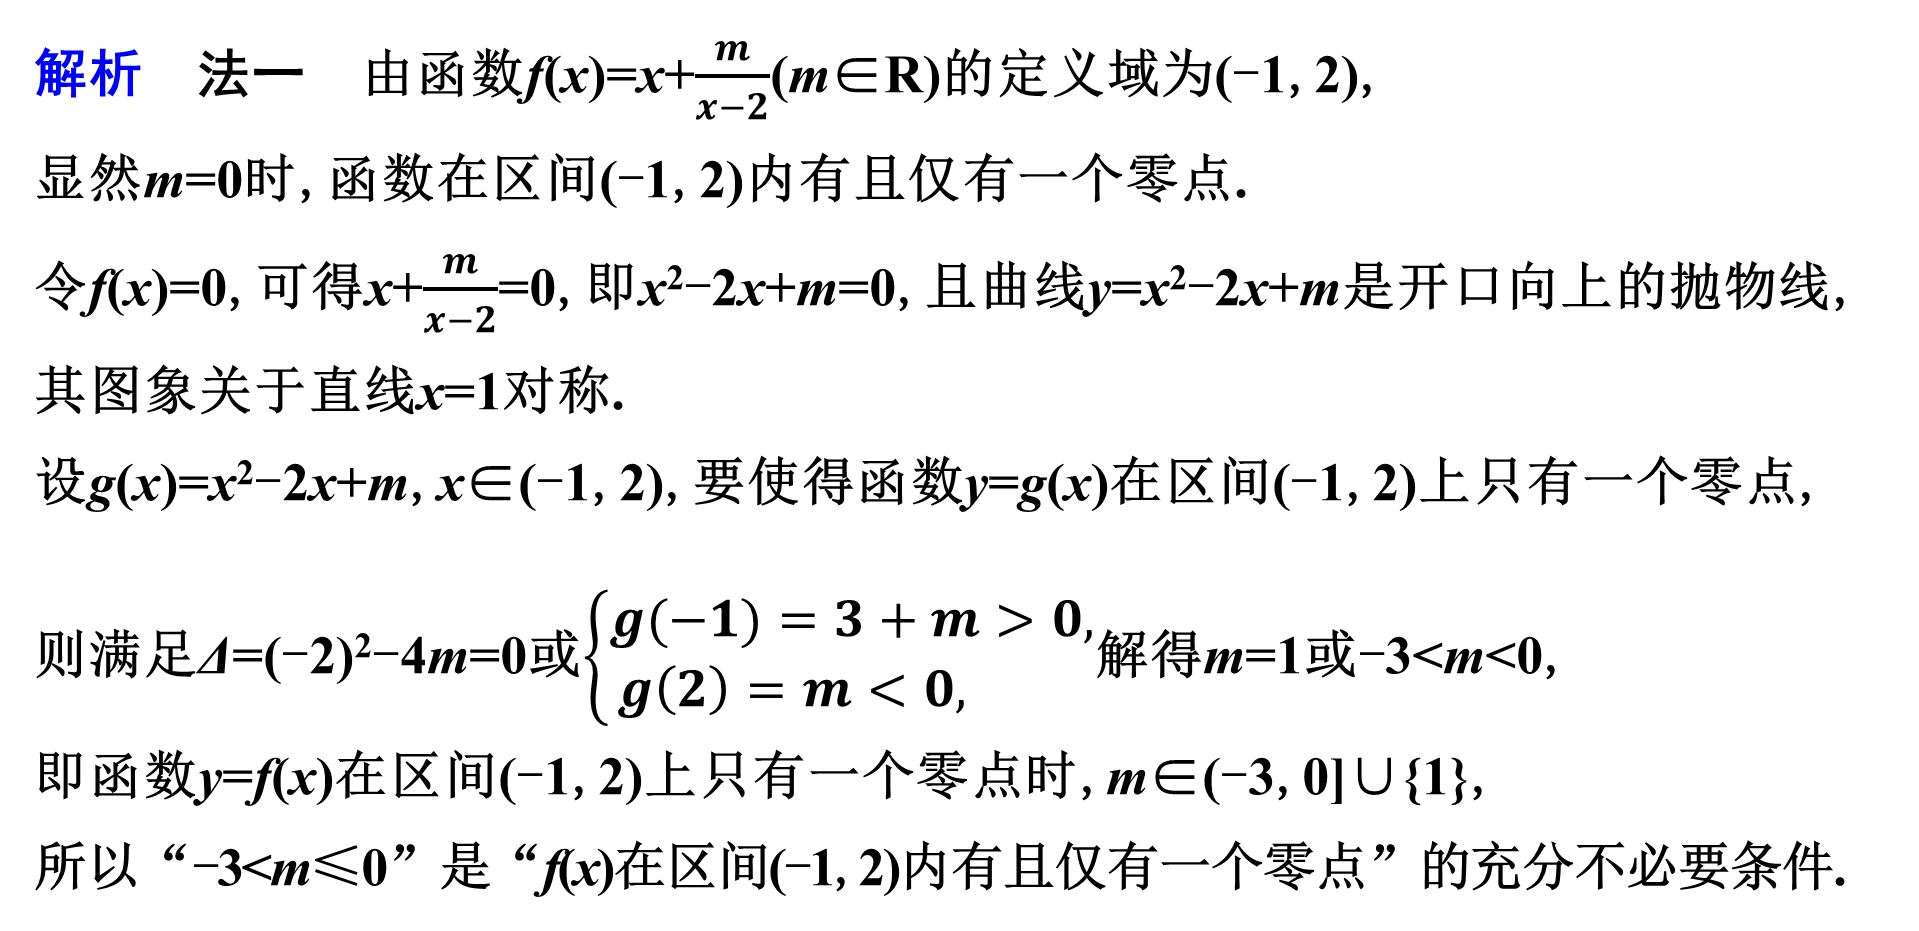 解析　法一　由函数f(x)=x+\frac{m}{x−2}(m∈R)的定义域为(−1, 2),
显然m=0时, 函数在区间(−1, 2)内有且仅有一个零点.
令f(x)=0, 可得x+\frac{m}{x−2}=0, 即x²−2x+m=0, 且曲线y=x²−2x+m是开口向上的抛物线,
其图象关于直线x=1对称.
设g(x)=x²−2x+m, x∈(−1, 2), 要使得函数y=g(x)在区间(−1, 2)上只有一个零点,
则满足Δ=(−2)²−4m=0或{g(−1) = 3 + m > 0, g(2) = m < 0, 解得m=1或−3<m<0,
即函数y=f(x)在区间(−1, 2)上只有一个零点时, m∈(−3, 0]∪{1},
所以“−3<m≤0”是“f(x)在区间(−1, 2)内有且仅有一个零点”的充分不必要条件.